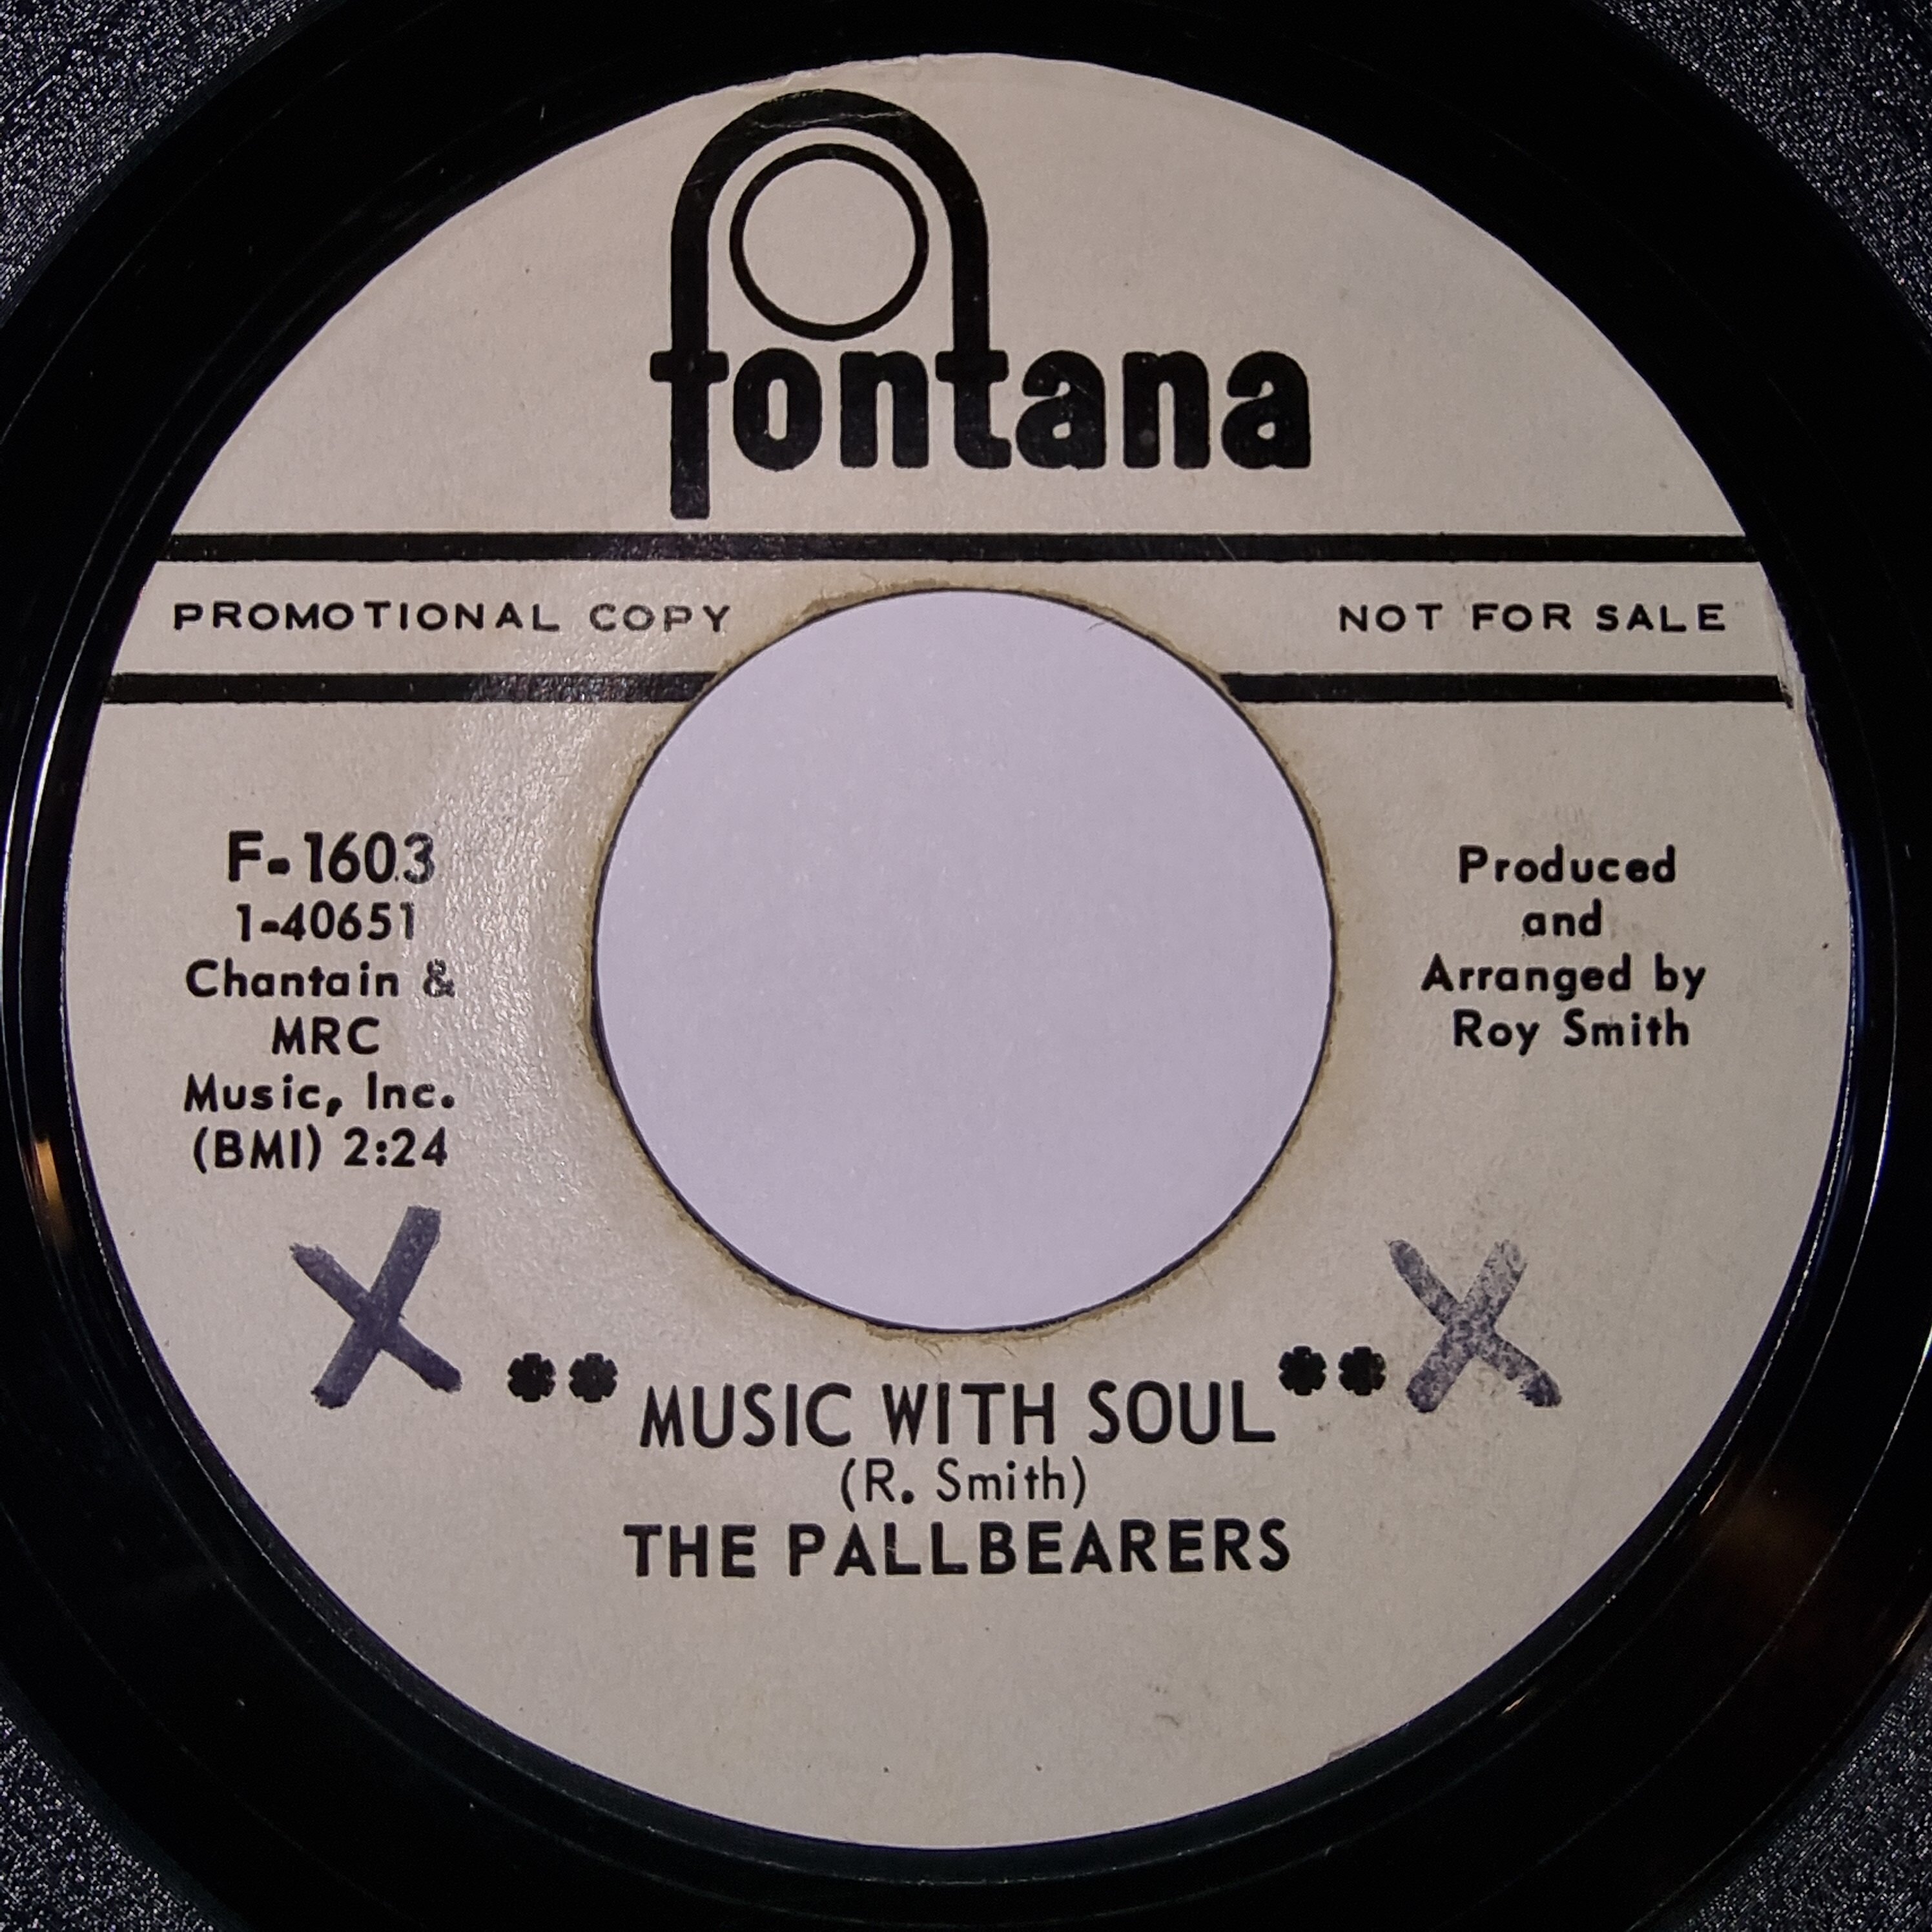 fontana
PROMOTIONAL COPY
NOT FOR SALE
F-1603
1-40651
Chantain &
MRC
Music, Inc.
(BMI) 2:24
Produced
and
Arranged by
Roy Smith
X
X
**MUSIC WITH SOUL**
(R. Smith)
THE PALLBEARERS